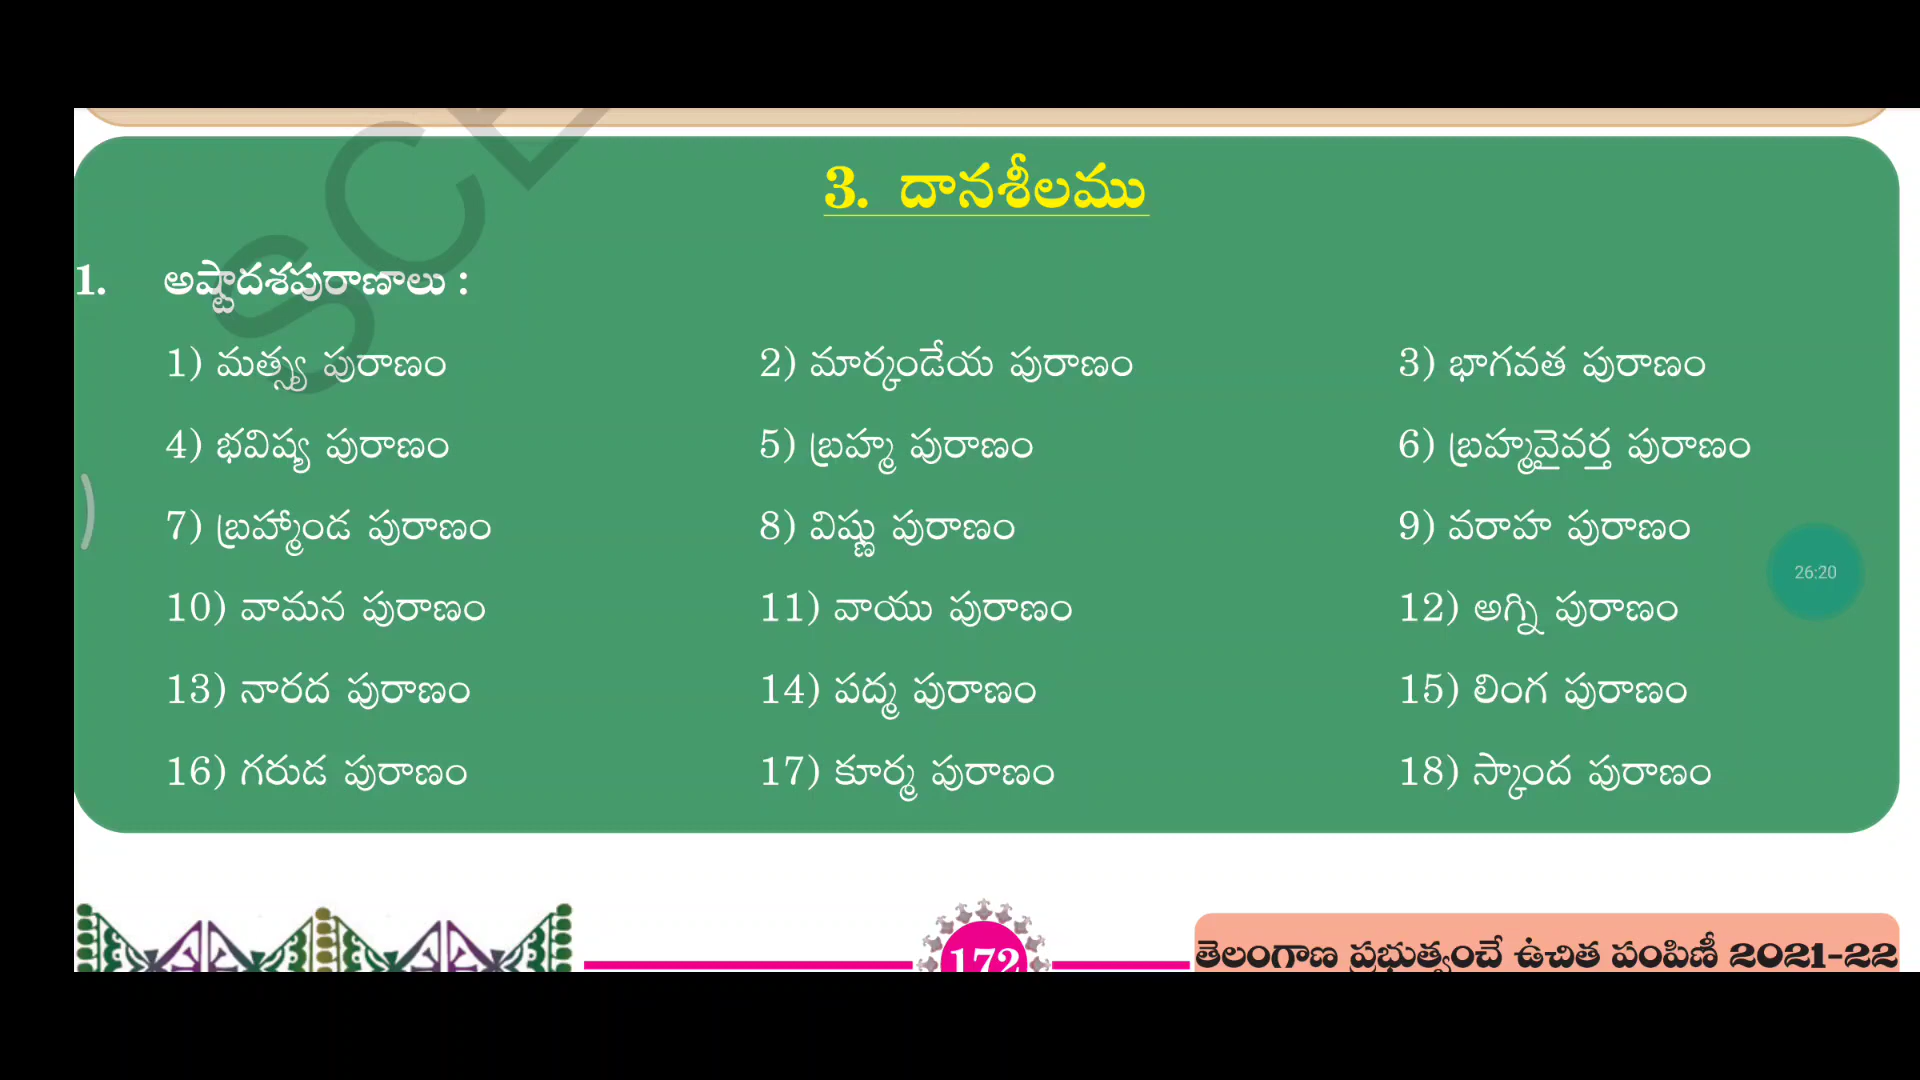 SCE
3. దానశీలము
1. అష్టాదశపురాణాలు :
1) మత్స్య పురాణం 2) మార్కండేయ పురాణం 3) భాగవత పురాణం
4) భవిష్య పురాణం 5) బ్రహ్మ పురాణం 6) బ్రహ్మవైవర్త పురాణం
7) బ్రహ్మాండ పురాణం 8) విష్ణు పురాణం 9) వరాహ పురాణం
26:20
10) వామన పురాణం 11) వాయు పురాణం 12) అగ్ని పురాణం
13) నారద పురాణం 14) పద్మ పురాణం 15) లింగ పురాణం
16) గరుడ పురాణం 17) కూర్మ పురాణం 18) స్కాంద పురాణం
172 తెలంగాణ ప్రభుత్వంచే ఉచిత పంపిణీ 2021-22